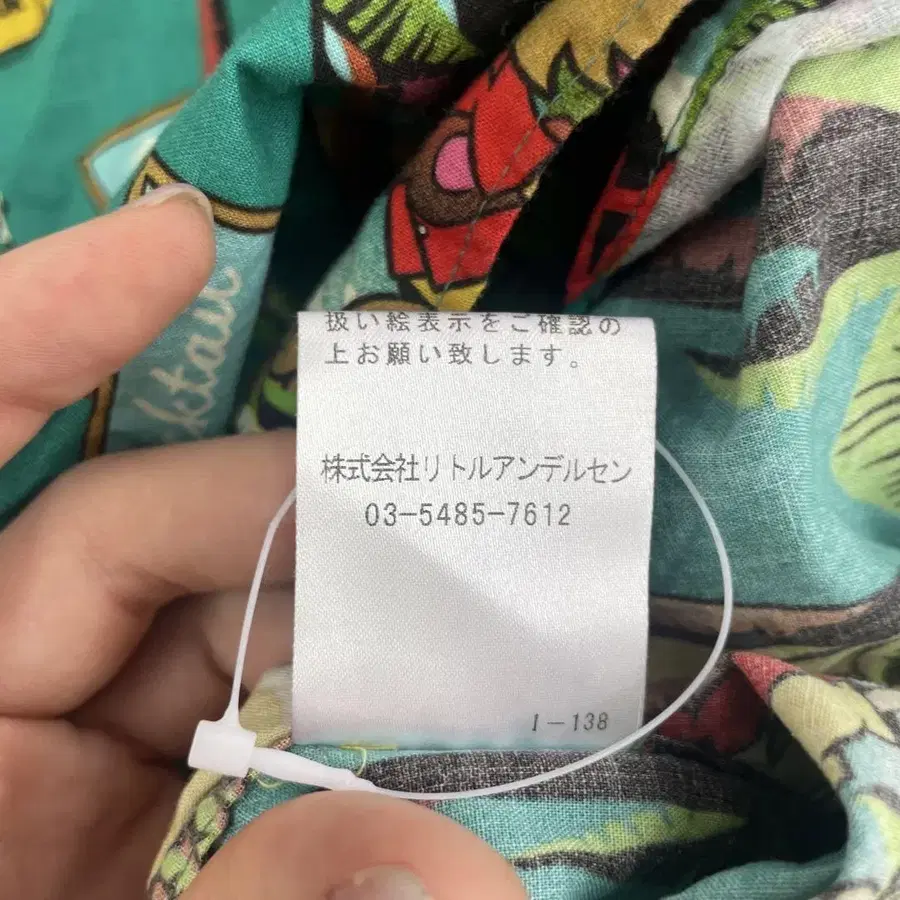 扱い絵表示をご確認の
上お願い致します。
株式会社リトルアンデルセン
03-5485-7612
I-138